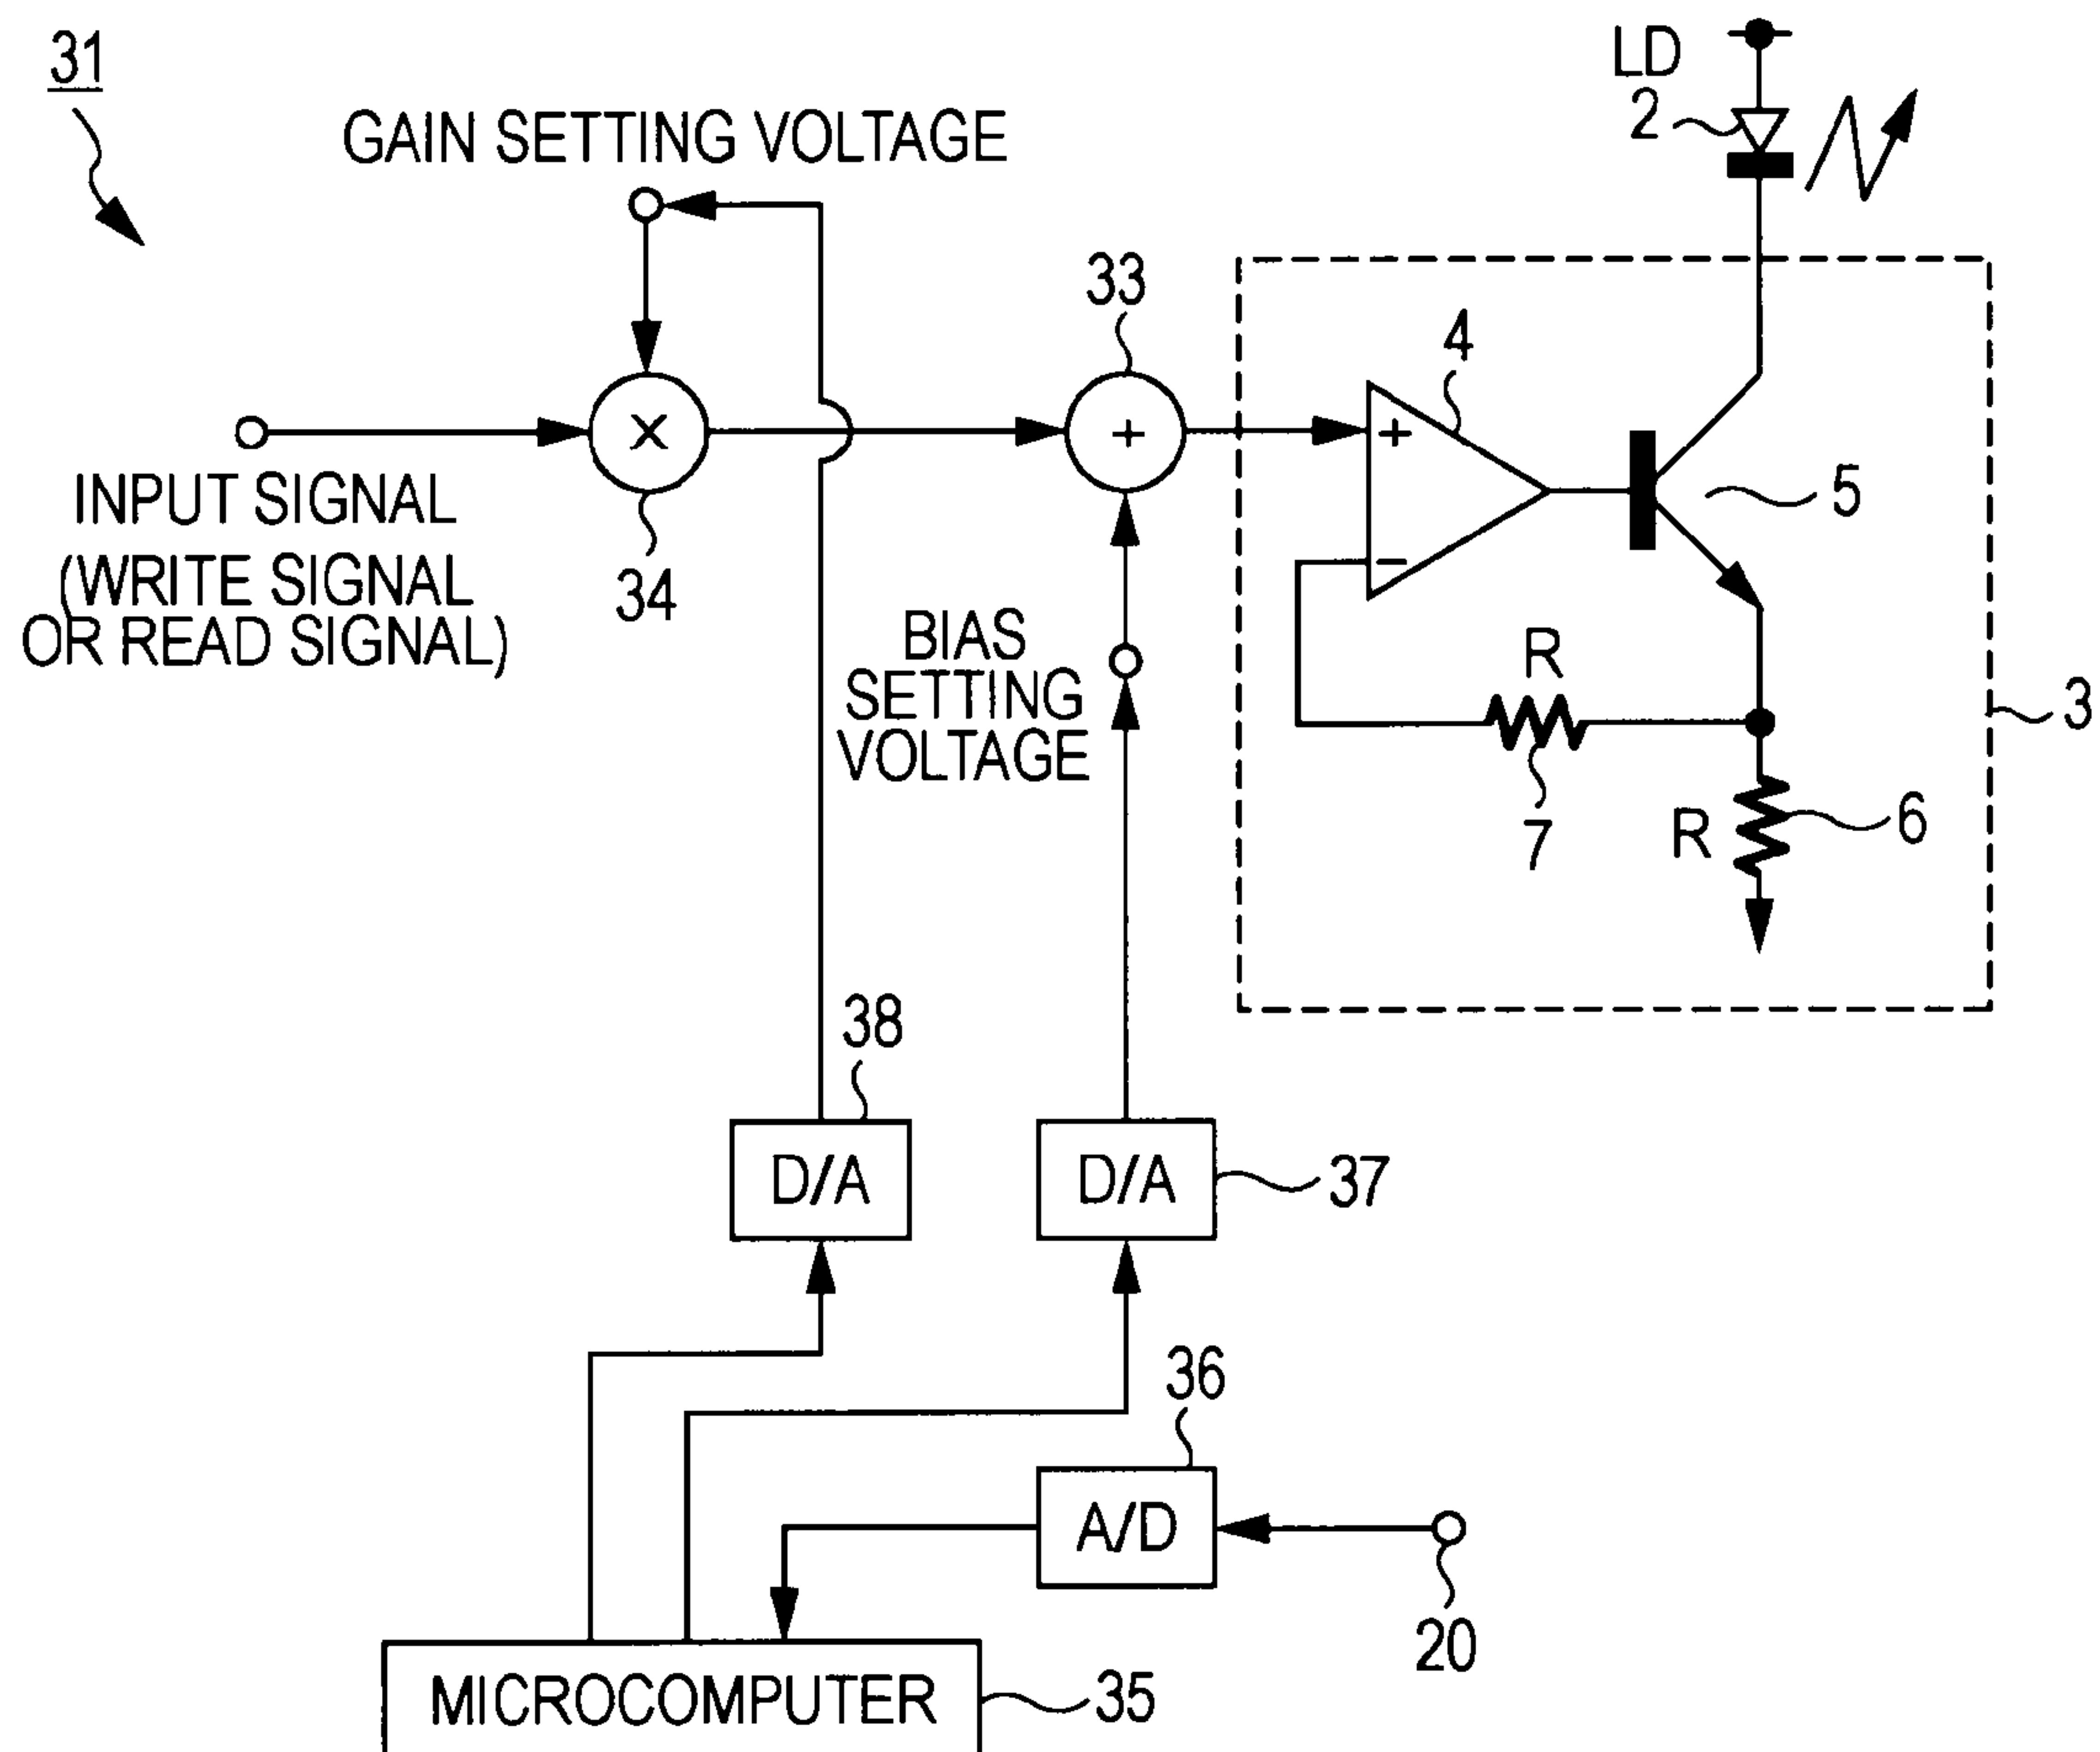 31
GAIN SETTING VOLTAGE
LD
2
33
4
+
−
X
+
5
INPUT SIGNAL
(WRITE SIGNAL
OR READ SIGNAL)
34
BIAS
SETTING
VOLTAGE
R
7
3
R
6
38
D/A
D/A
37
36
A/D
20
MICROCOMPUTER
35